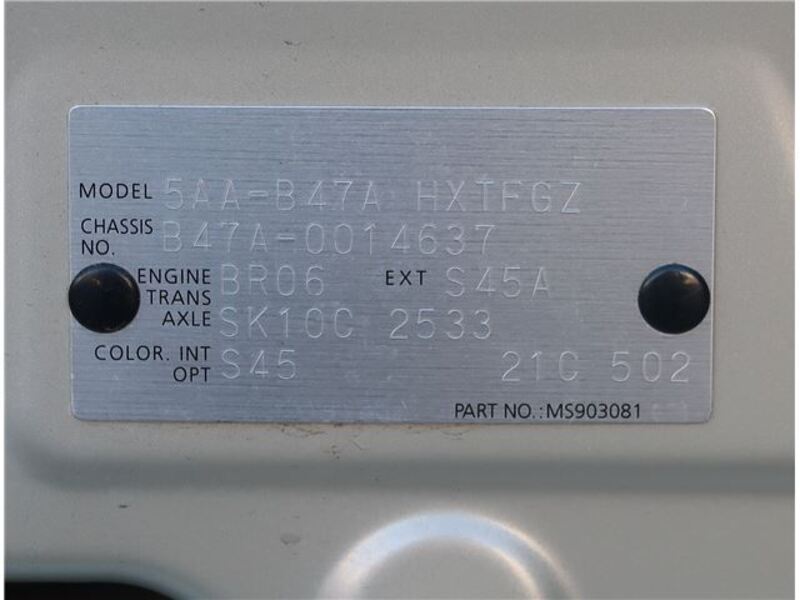 MODEL 5AA-B47A HXTFGZ
CHASSIS NO. B47A-0014637
ENGINE BR06 EXT S45A
TRANS AXLE SK10C 2533
COLOR. INT S45
OPT 21C 502
PART NO.:MS903081